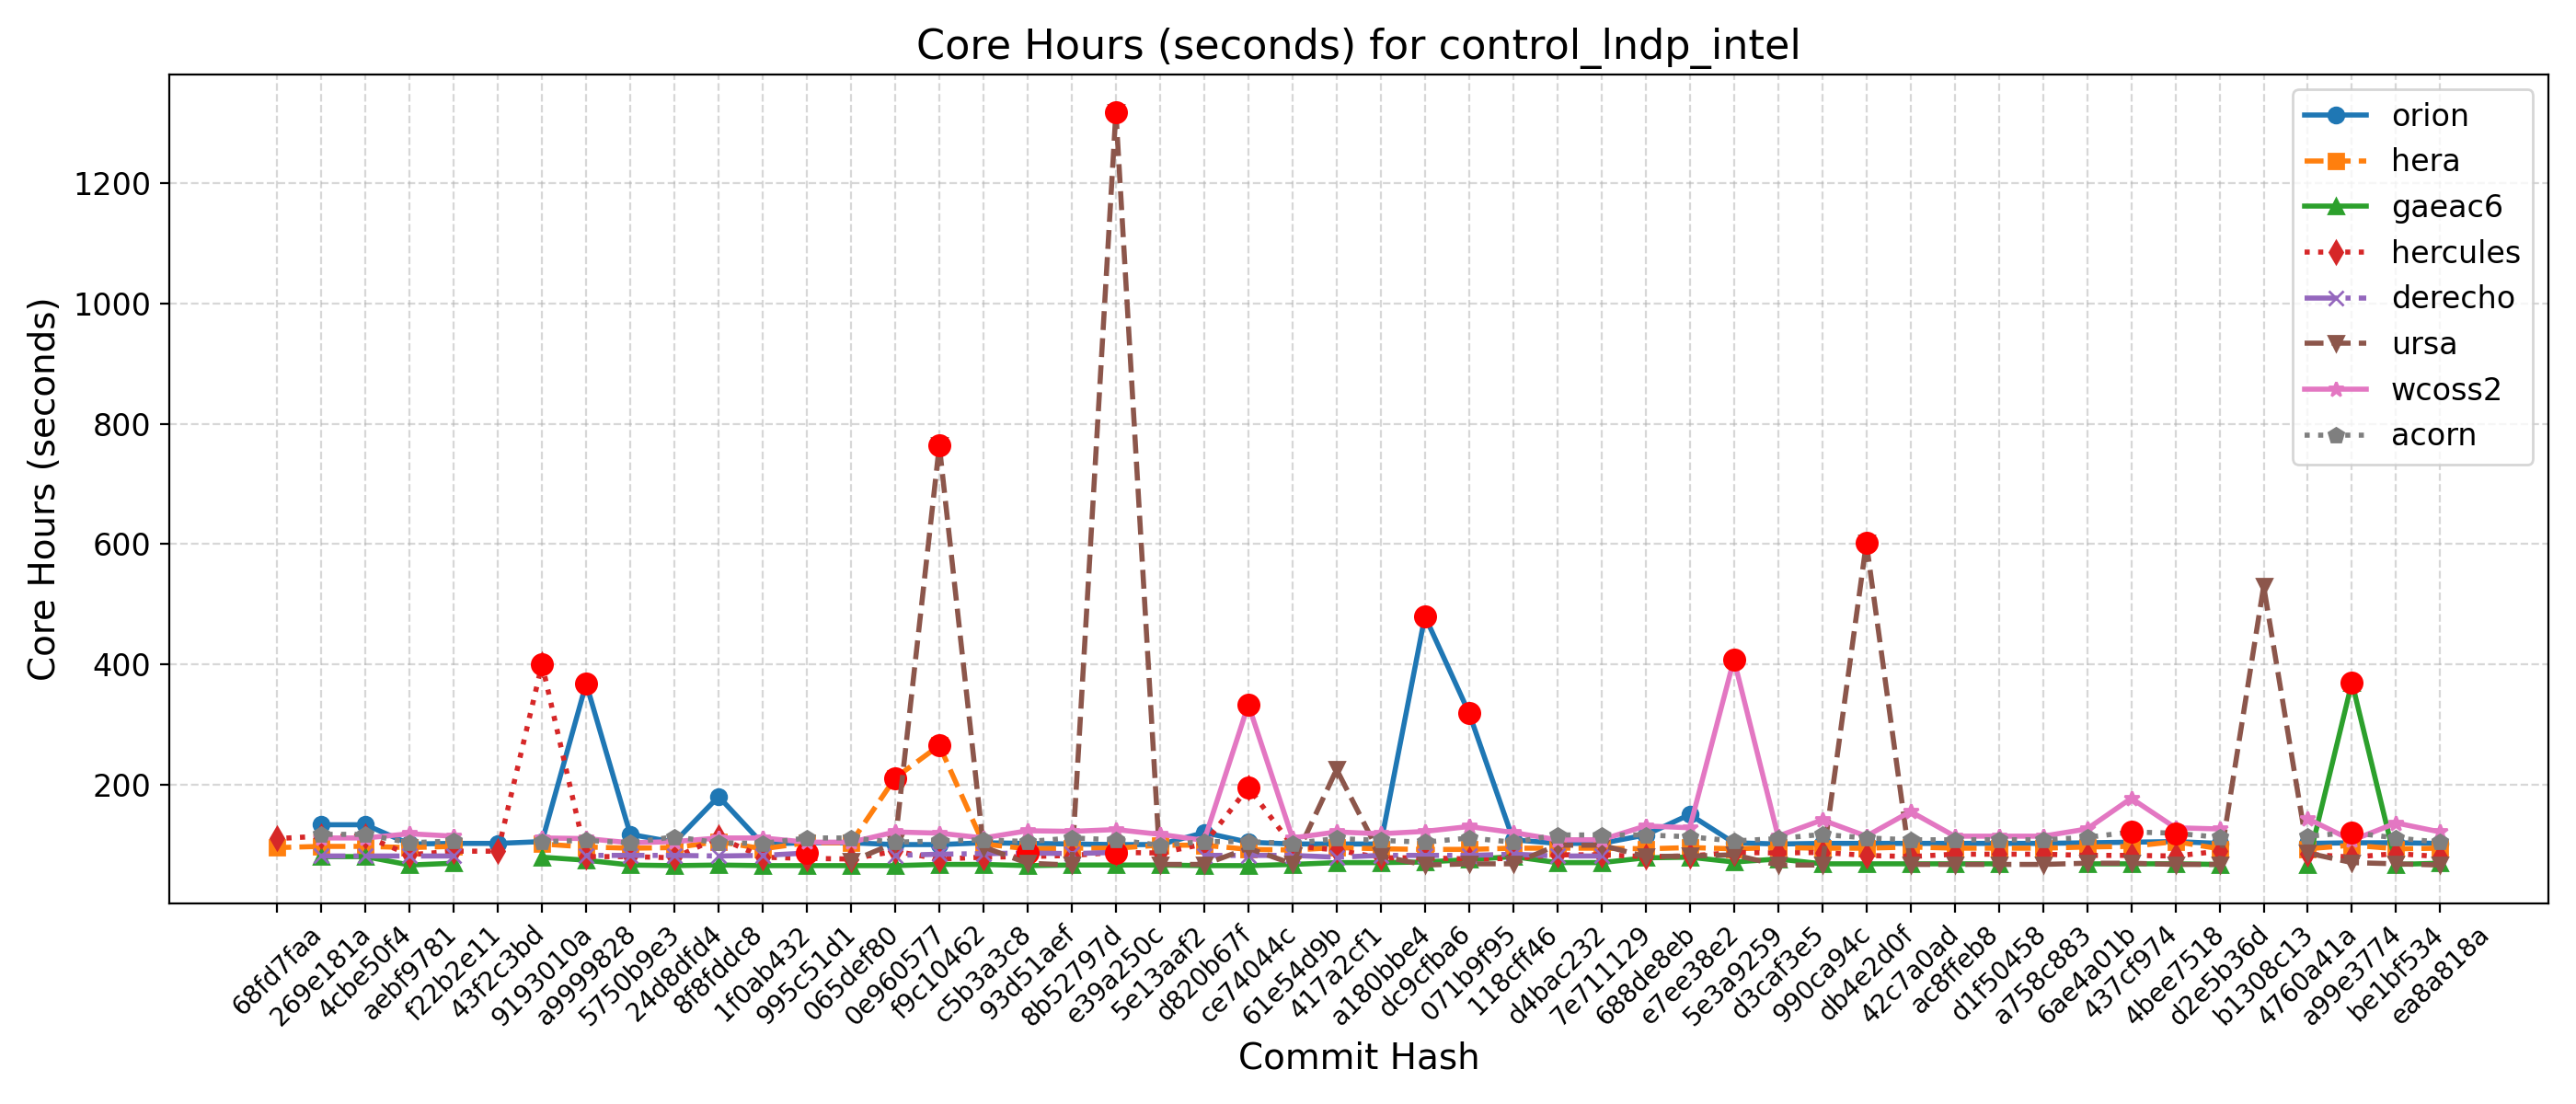 Core Hours (seconds) for control_lndp_intel
Core Hours (seconds)
1200
1000
800
600
400
200
orion
hera
gaeac6
hercules
derecho
ursa
wcoss2
acorn
68fd7faa
269e181a
4cbe50f4
aebf9781
f22b2e11
43f2c3bd
9193010a
a9999828
5750b9e3
24d8dfd4
8f8fddc8
1f0ab432
995c51d1
065def80
0e960577
f9c10462
c5b3a3c8
93d51aef
8b52797d
e39a250c
5e13aaf2
d820b67f
ce74044c
61e54d9b
417a2cf1
a180bbe4
dc9cfba6
071b9f95
118cff46
d4bac232
7e711129
688de8eb
e7ee38e2
5e3a9259
d3caf3e5
990ca94c
db4e2d0f
42c7a0ad
ac8ffeb8
d1f50458
a758c883
6ae4a01b
437cf974
4bee7518
d2e5b36d
b1308c13
4760a41a
a99e3774
be1bf534
ea8a818a
Commit Hash